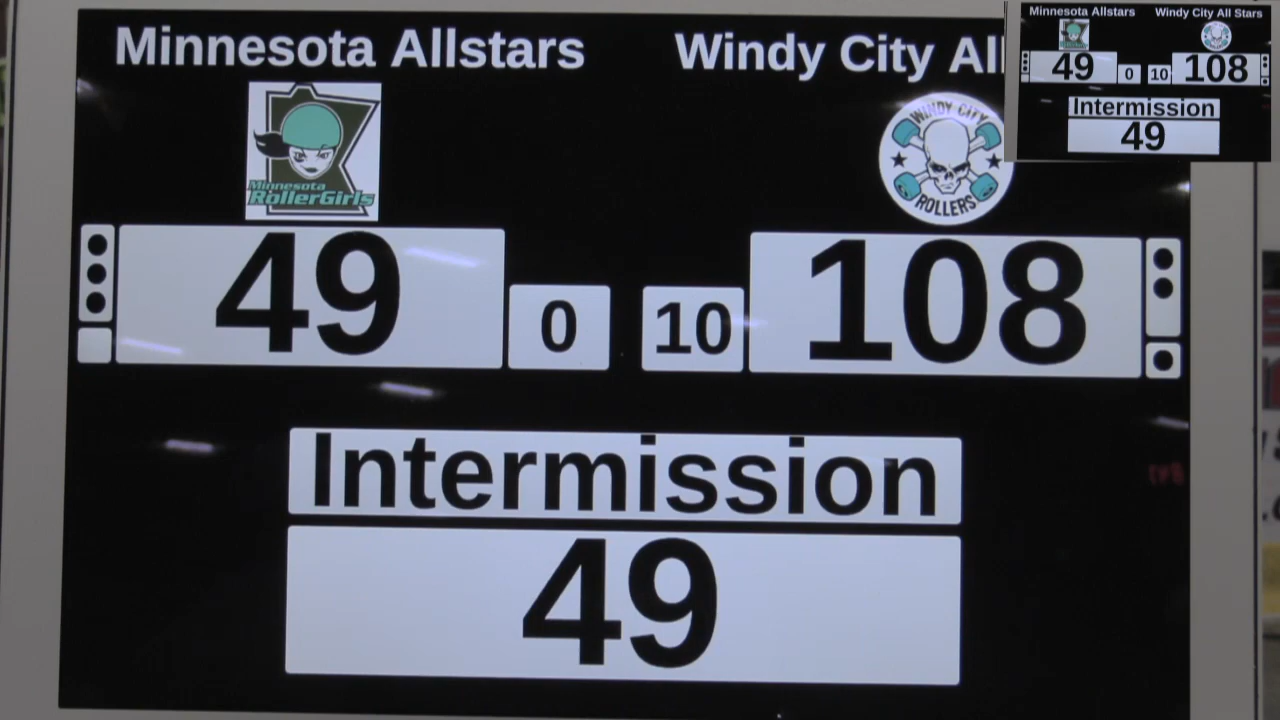 Minnesota Allstars
Windy City All
Minnesota
RollerGirls
WINDY CITY
ROLLERS
49
0
10
108
Intermission
49
Minnesota Allstars
Windy City All Stars
49
0
10
108
Intermission
49